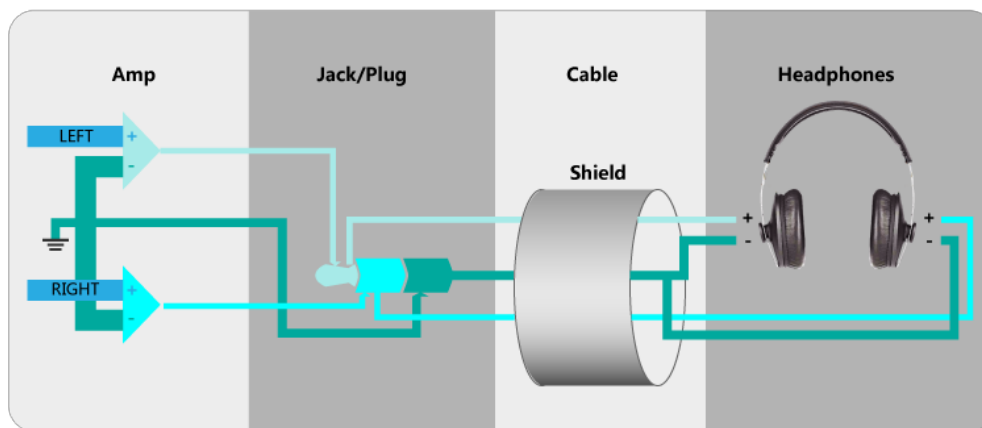 Amp
Jack/Plug
Cable
Headphones
LEFT
+
-
Shield
+
-
+
-
RIGHT
+
-